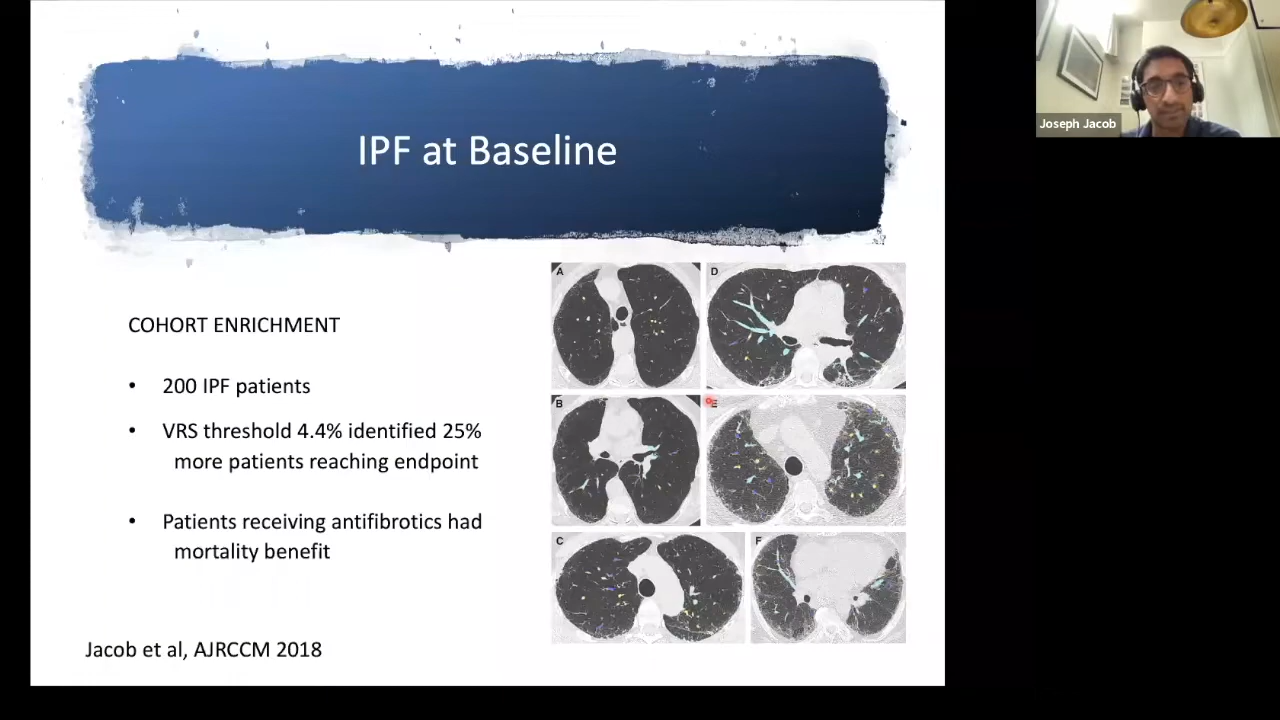 IPF at Baseline
COHORT ENRICHMENT
• 200 IPF patients
• VRS threshold 4.4% identified 25%
more patients reaching endpoint
• Patients receiving antifibrotics had
mortality benefit
Jacob et al, AJRCCM 2018
A
D
B
E
C
F
Joseph Jacob